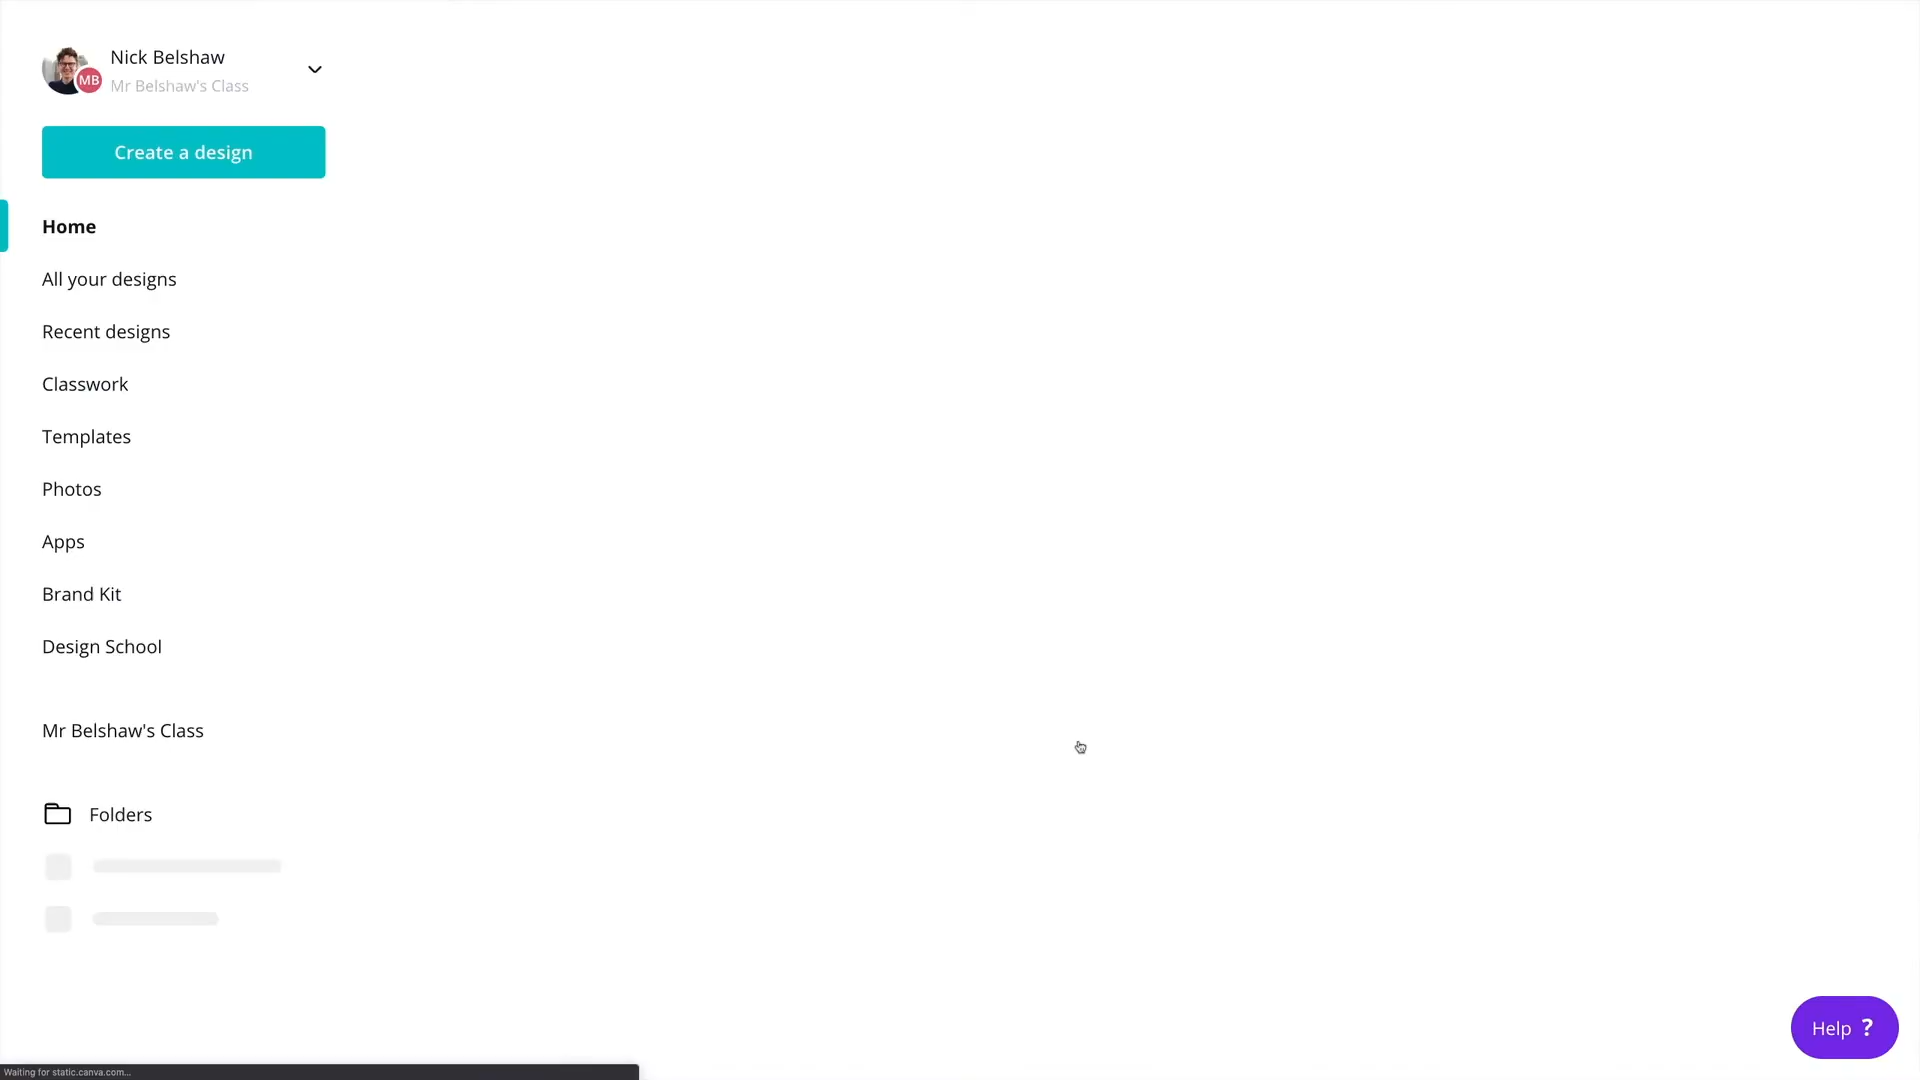 Nick Belshaw
MB
Mr Belshaw's Class
Create a design
Home
All your designs
Recent designs
Classwork
Templates
Photos
Apps
Brand Kit
Design School
Mr Belshaw's Class
Folders
Help ?
Waiting for static.canva.com...